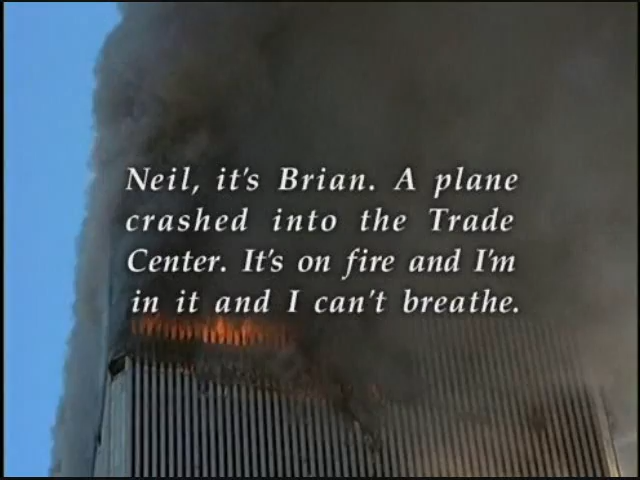 Neil, it's Brian. A plane
crashed into the Trade
Center. It's on fire and I'm
in it and I can't breathe.